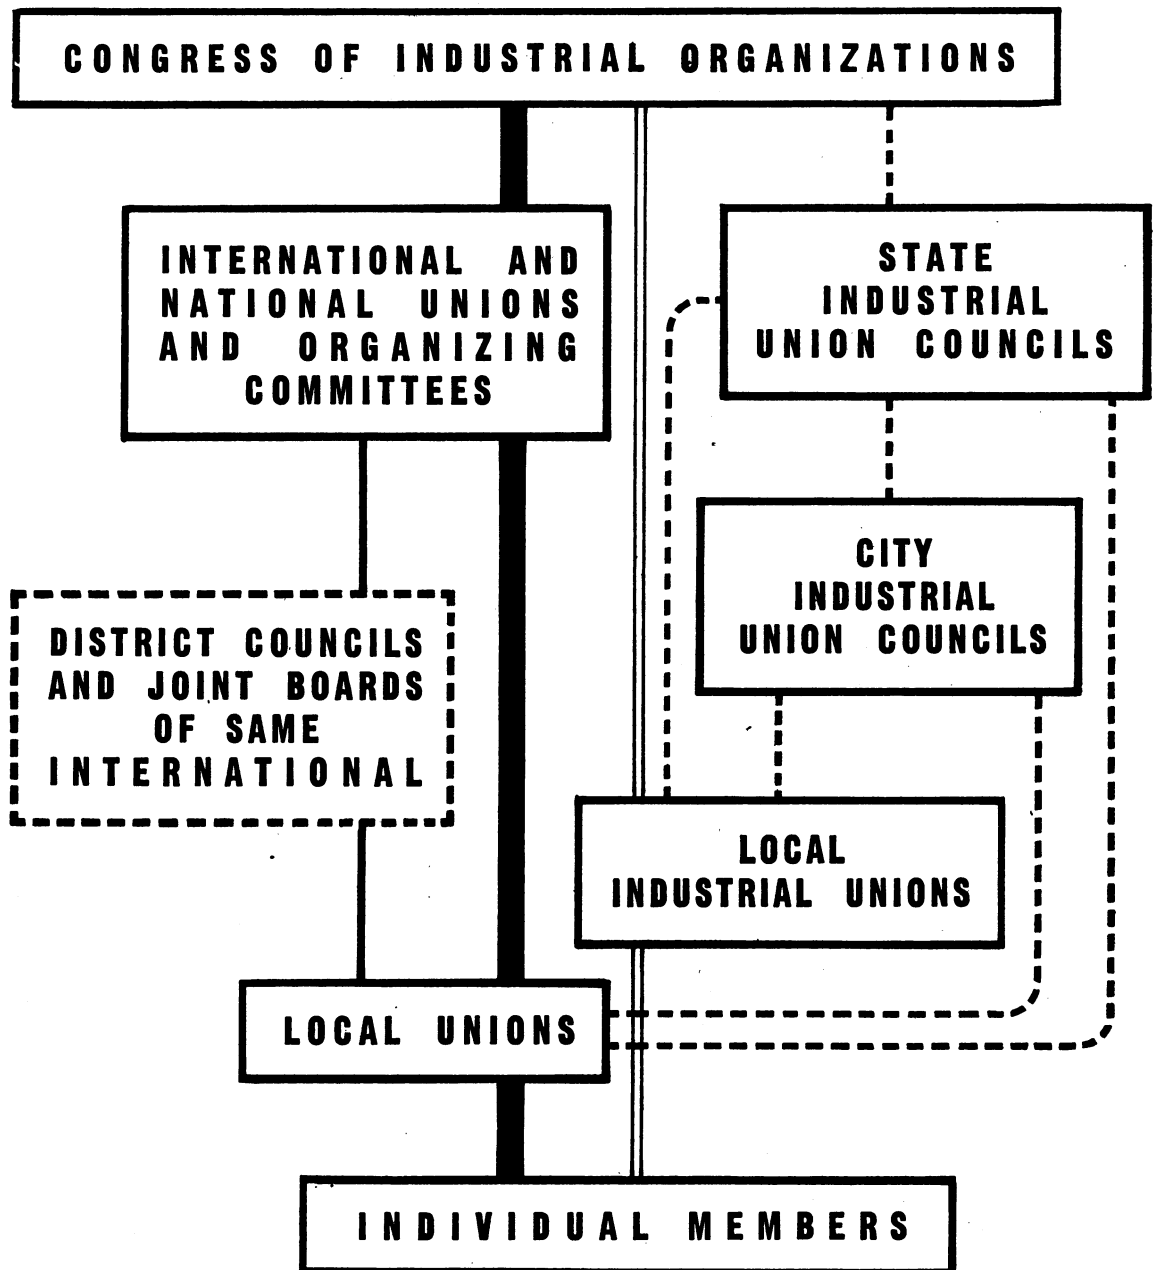 CONGRESS OF INDUSTRIAL ORGANIZATIONS
INTERNATIONAL AND
NATIONAL UNIONS
AND ORGANIZING
COMMITTEES
STATE
INDUSTRIAL
UNION COUNCILS
CITY
INDUSTRIAL
UNION COUNCILS
DISTRICT COUNCILS
AND JOINT BOARDS
OF SAME
INTERNATIONAL
LOCAL
INDUSTRIAL UNIONS
LOCAL UNIONS
INDIVIDUAL MEMBERS